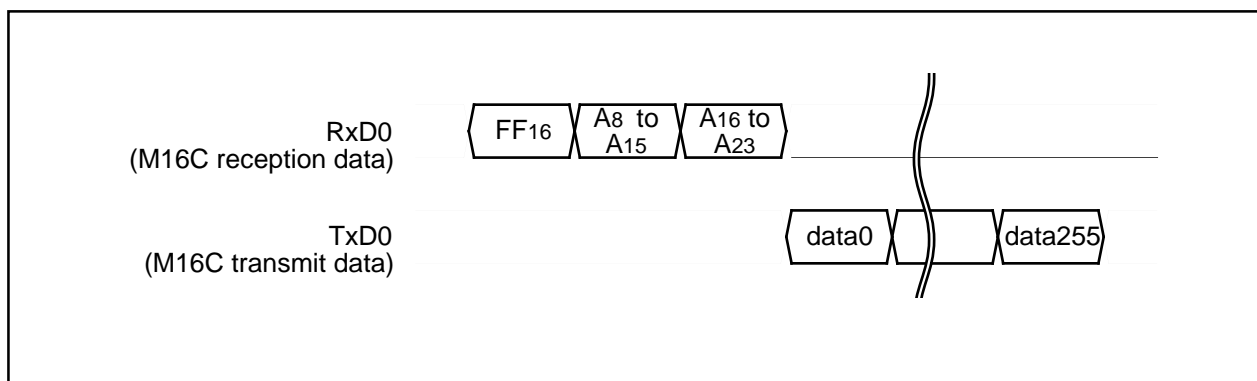 RxD0
(M16C reception data)
FF16
A8 to
A15
A16 to
A23
TxD0
(M16C transmit data)
data0
data255